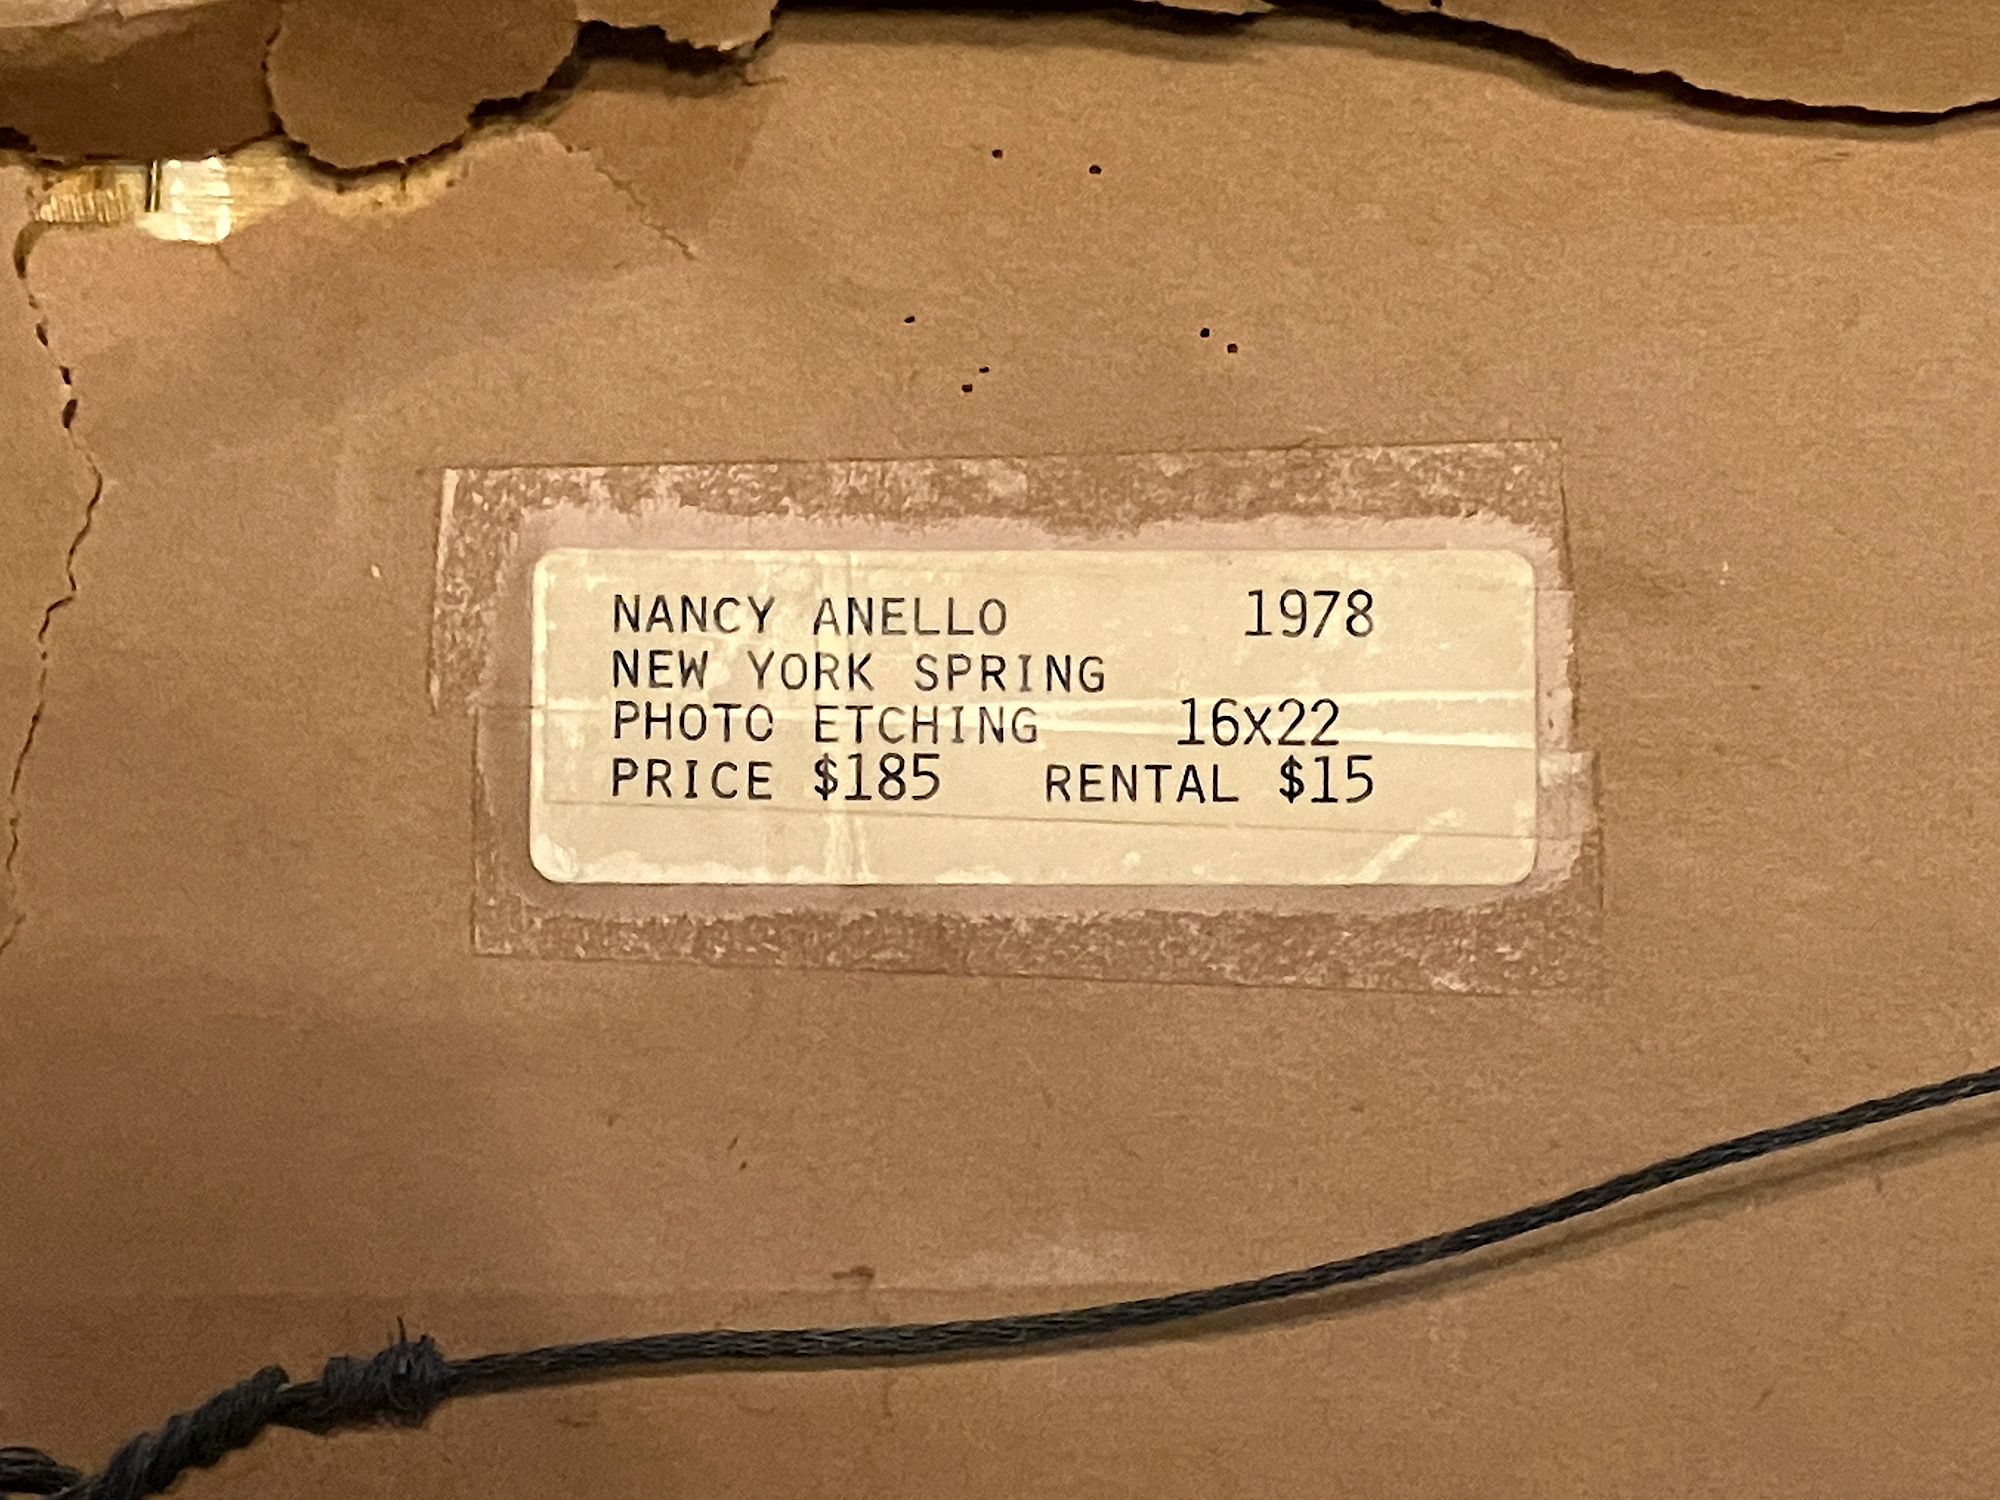 NANCY ANELLO 1978
NEW YORK SPRING
PHOTO ETCHING 16x22
PRICE $185 RENTAL $15